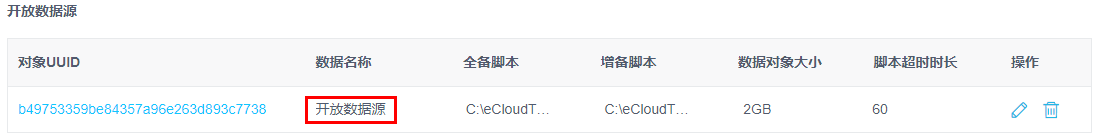 开放数据源
对象UUID 数据名称 全备脚本 增备脚本 数据对象大小 脚本超时时长 操作
b49753359be84357a96e263d893c7738 开放数据源 C:\eCloudT... C:\eCloudT... 2GB 60